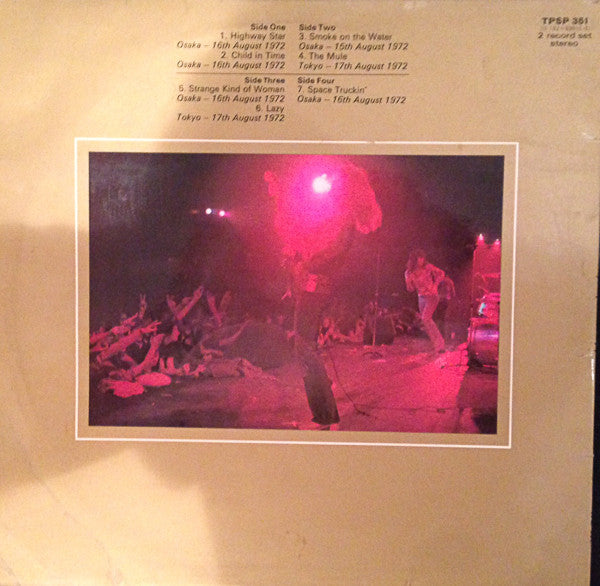 Side One
1. Highway Star
Osaka – 16th August 1972
2. Child in Time
Osaka – 16th August 1972
Side Two
3. Smoke on the Water
Osaka – 15th August 1972
4. The Mule
Tokyo – 17th August 1972
Side Three
5. Strange Kind of Woman
Osaka – 16th August 1972
6. Lazy
Tokyo – 17th August 1972
Side Four
7. Space Truckin'
Osaka – 16th August 1972
TPSP 351
2 record set
stereo